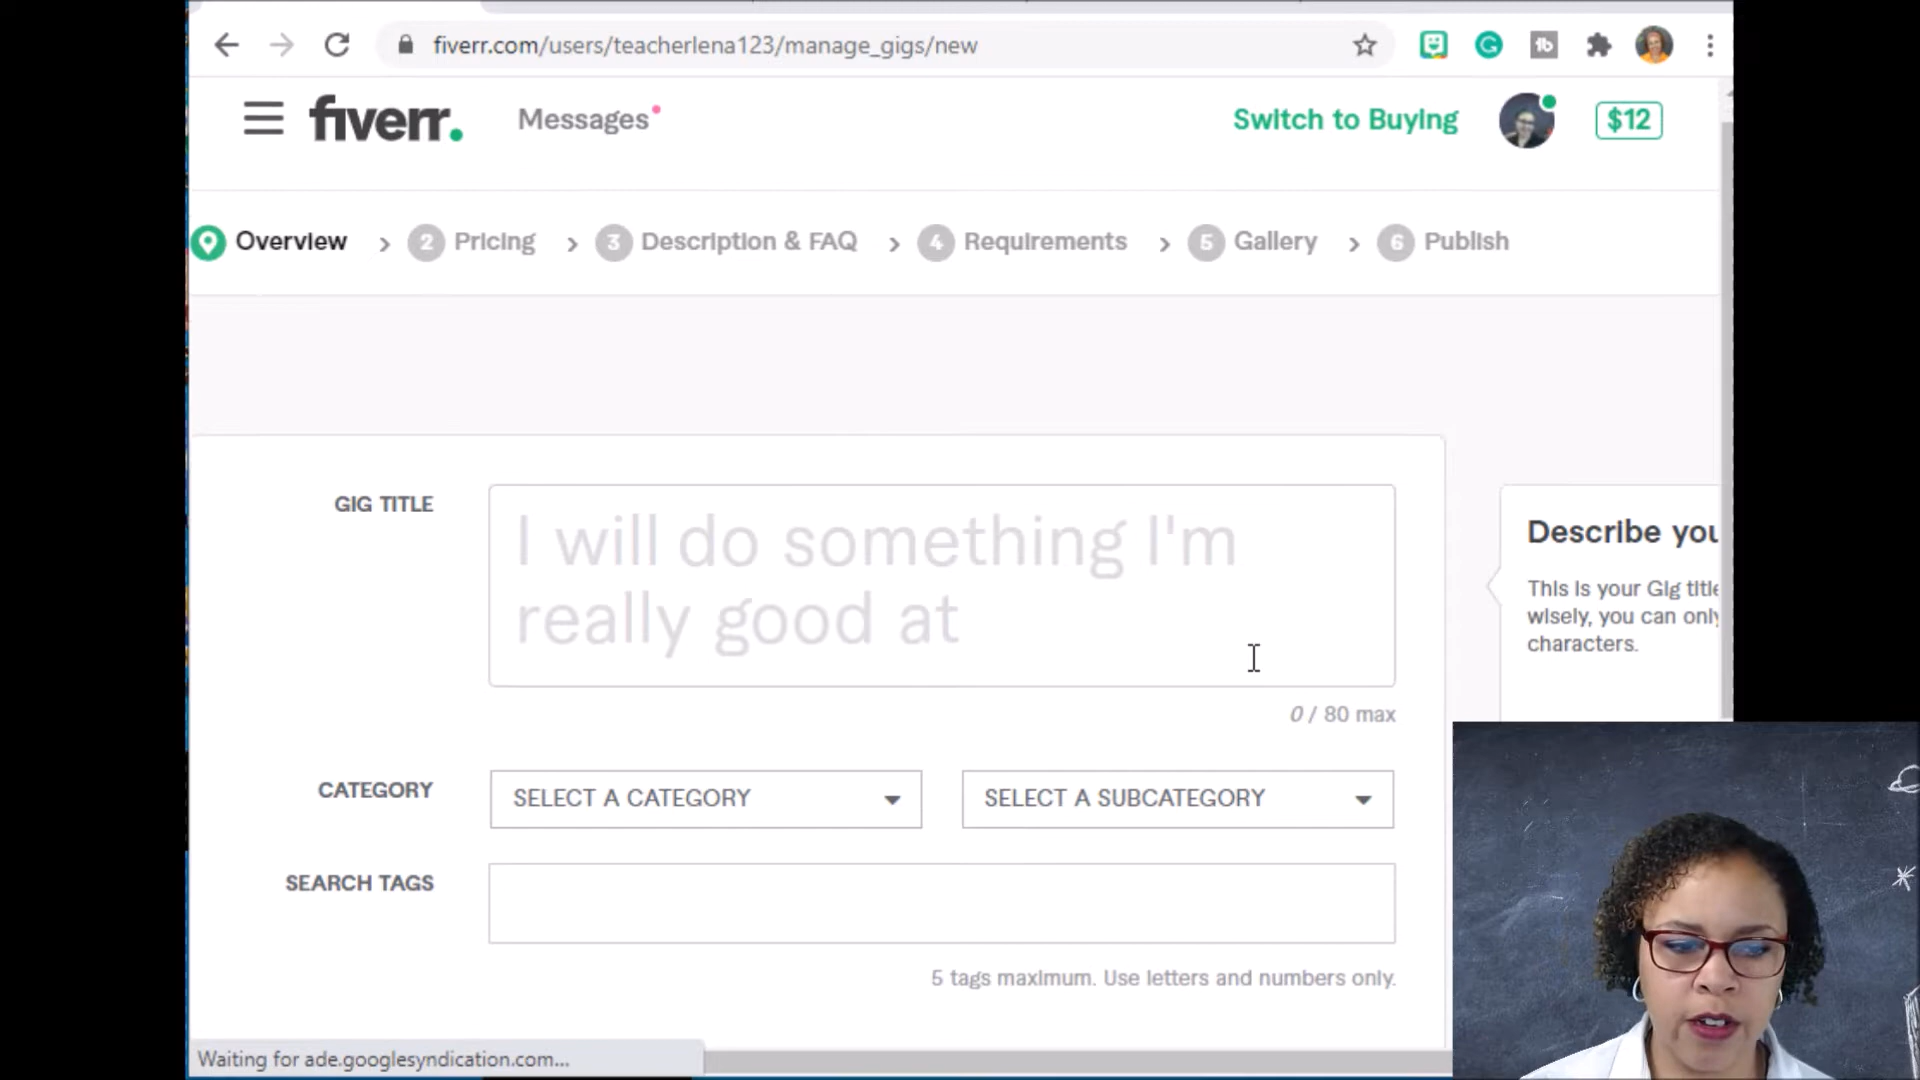 fiverr.com/users/teacherlena123/manage_gigs/new
fiverr.
Messages
Switch to Buying
$12
Overview
2 Pricing
3 Description & FAQ
4 Requirements
5 Gallery
6 Publish
GIG TITLE
I will do something I'm
really good at
0 / 80 max
Describe you
This is your Gig title
wisely, you can only
characters.
CATEGORY
SELECT A CATEGORY
SELECT A SUBCATEGORY
SEARCH TAGS
5 tags maximum. Use letters and numbers only.
Waiting for ade.googlesyndication.com...